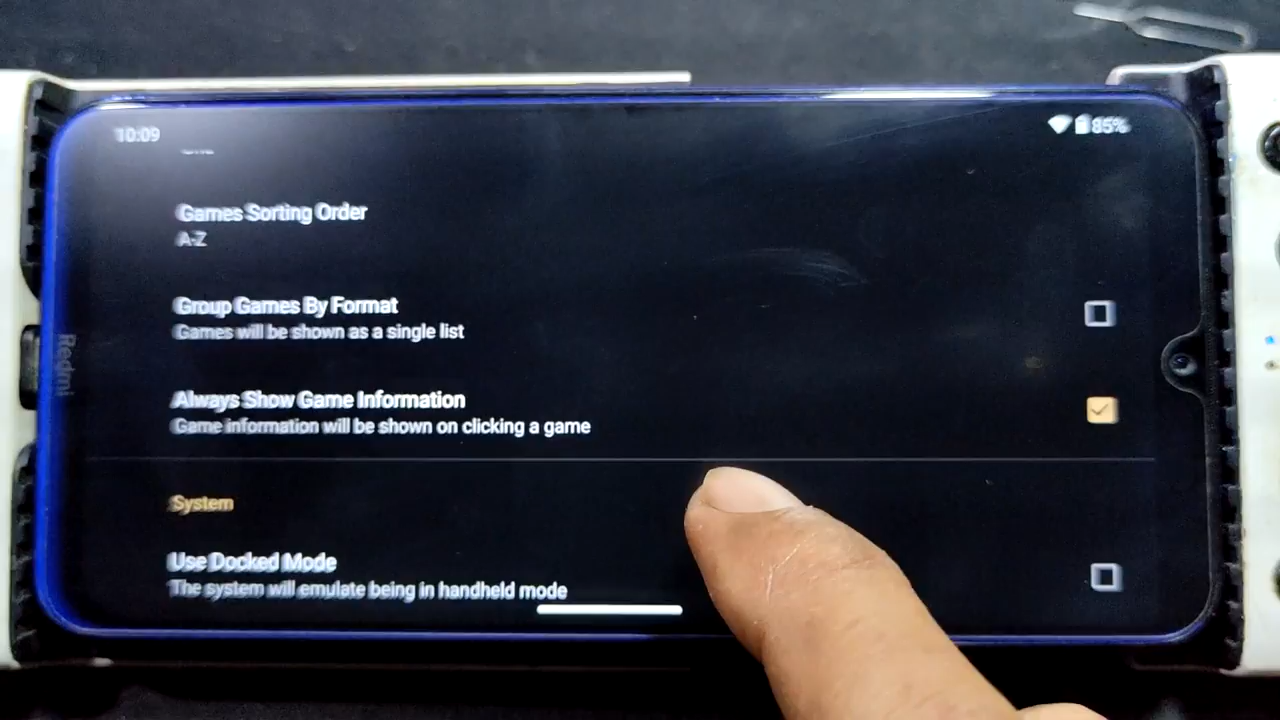 10:09
85%
Games Sorting Order
A-Z
Group Games By Format
Games will be shown as a single list
Always Show Game Information
Game information will be shown on clicking a game
System
Use Docked Mode
The system will emulate being in handheld mode
Redmi